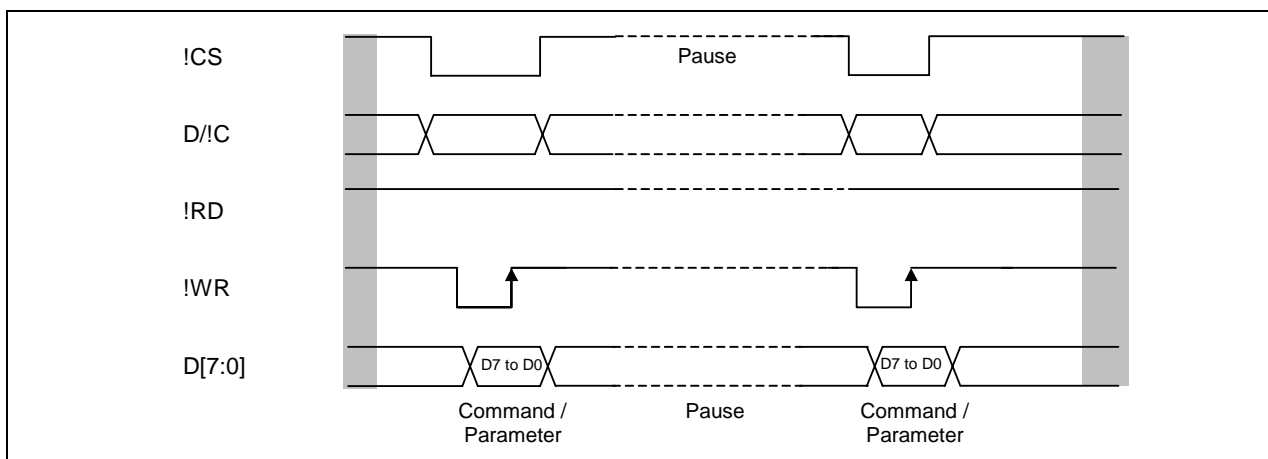 !CS
Pause
D/!C
!RD
!WR
D[7:0]
D7 to D0
D7 to D0
Command /
Parameter
Pause
Command /
Parameter